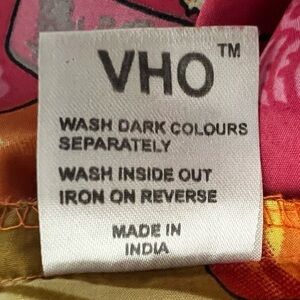 VHO™
WASH DARK COLOURS
SEPARATELY
WASH INSIDE OUT
IRON ON REVERSE
MADE IN
INDIA